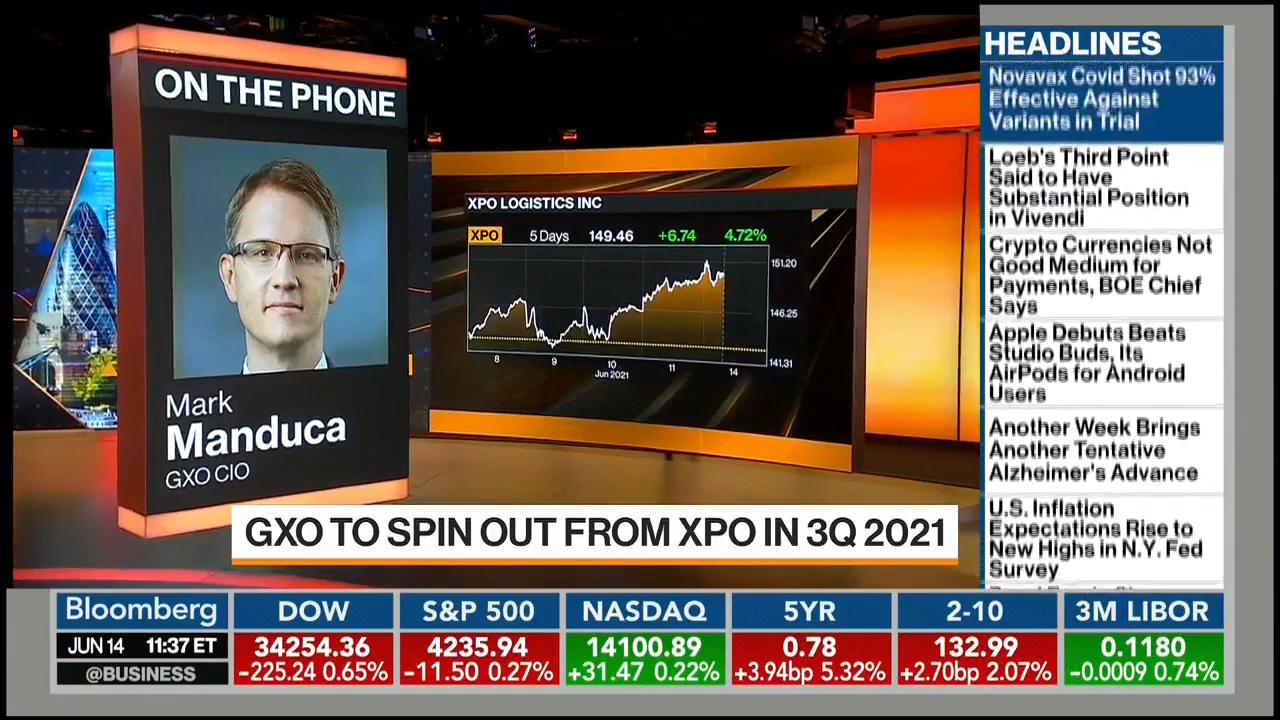 ON THE PHONE
Mark
Manduca
GXO CIO
XPO LOGISTICS INC
XPO 5 Days 149.46 +6.74 4.72%
151.20
146.25
141.31
8 9 10 11 14
Jun 2021
GXO TO SPIN OUT FROM XPO IN 3Q 2021
HEADLINES
Novavax Covid Shot 93%
Effective Against
Variants in Trial
Loeb's Third Point
Said to Have
Substantial Position
in Vivendi
Crypto Currencies Not
Good Medium for
Payments, BOE Chief
Says
Apple Debuts Beats
Studio Buds, Its
AirPods for Android
Users
Another Week Brings
Another Tentative
Alzheimer's Advance
U.S. Inflation
Expectations Rise to
New Highs in N.Y. Fed
Survey
Bloomberg DOW S&P 500 NASDAQ 5YR 2-10 3M LIBOR
JUN 14 11:37 ET 34254.36 4235.94 14100.89 0.78 132.99 0.1180
@BUSINESS -225.24 0.65% -11.50 0.27% +31.47 0.22% +3.94bp 5.32% +2.70bp 2.07% -0.0009 0.74%